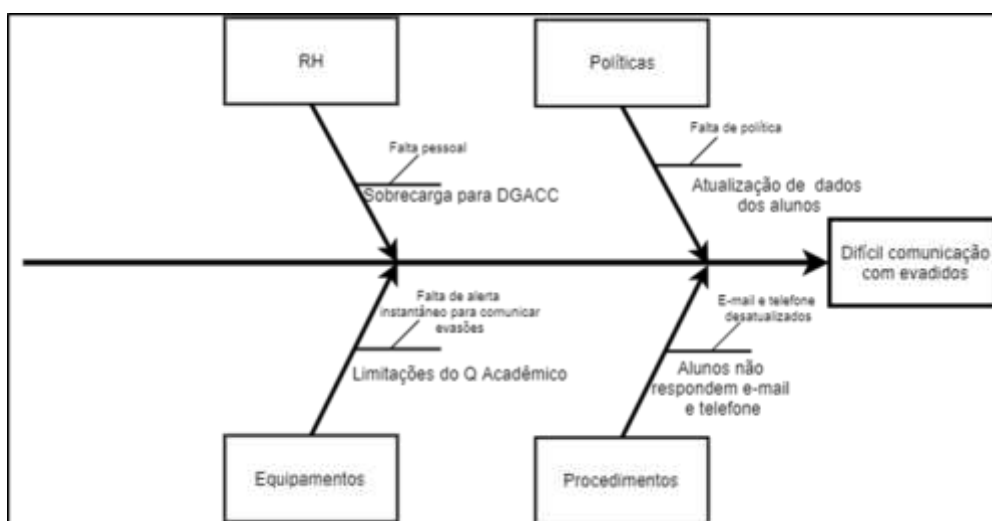 RH
Políticas
Falta pessoal
Sobrecarga para DGACC
Falta de política
Atualização de dados
dos alunos
Difícil comunicação
com evadidos
Falta de alerta
instantâneo para comunicar
evasões
Limitações do Q Acadêmico
E-mail e telefone
desatualizados
Alunos não
respondem e-mail
e telefone
Equipamentos
Procedimentos